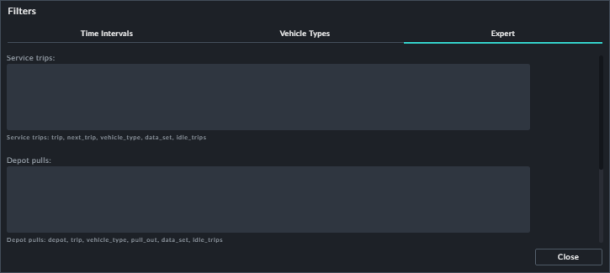 Filters
Time Intervals
Vehicle Types
Expert
Service trips:
Service trips: trip, next_trip, vehicle_type, data_set, idle_trips
Depot pulls:
Depot pulls: depot, trip, vehicle_type, pull_out, data_set, idle_trips
Close